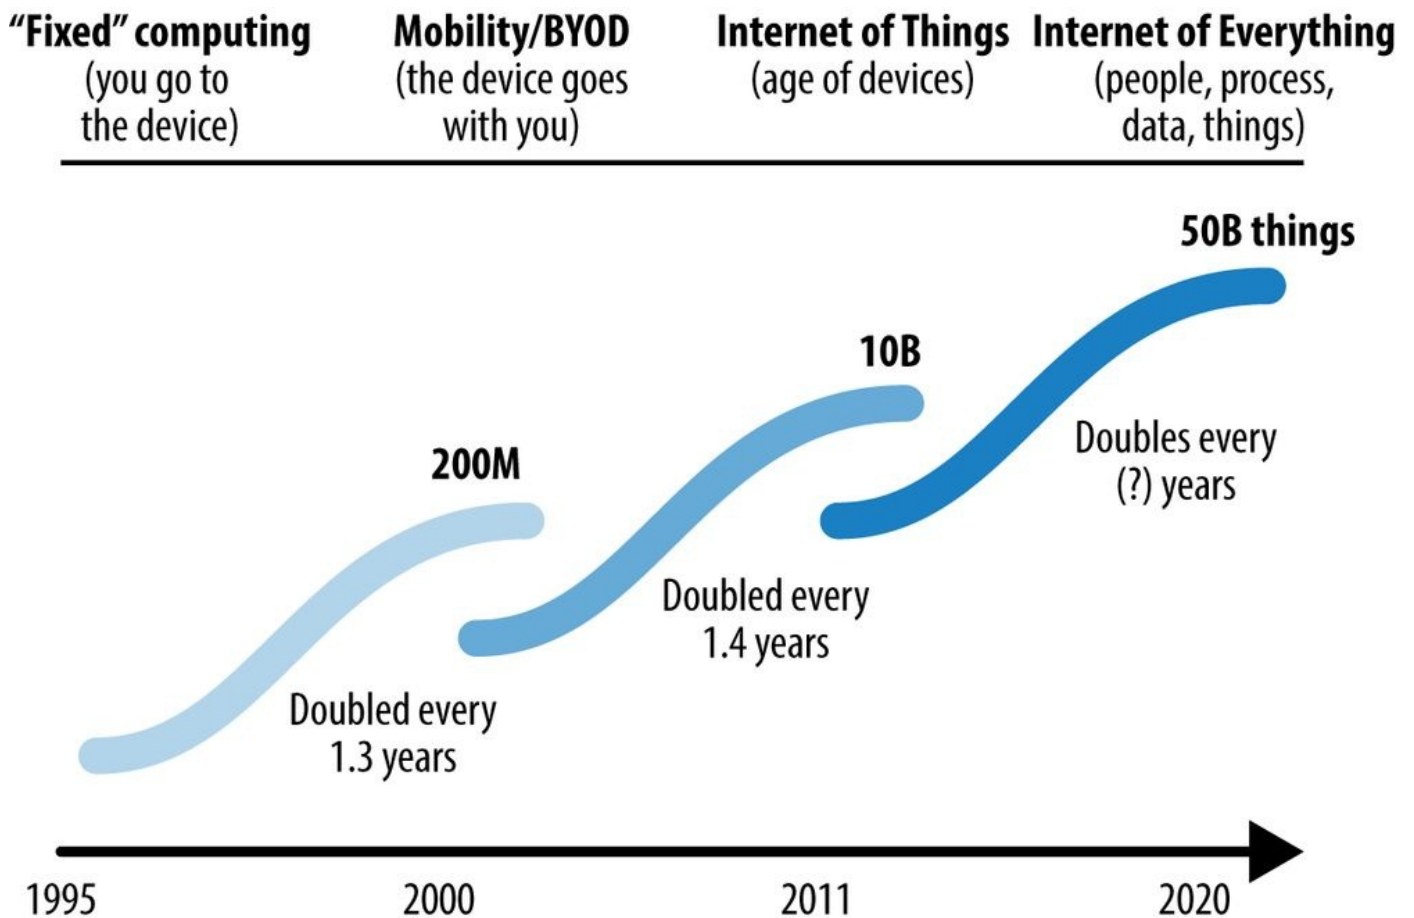 “Fixed” computing
(you go to
the device)
Mobility/BYOD
(the device goes
with you)
Internet of Things
(age of devices)
Internet of Everything
(people, process,
data, things)
50B things
10B
200M
Doubles every
(?) years
Doubled every
1.4 years
Doubled every
1.3 years
1995
2000
2011
2020